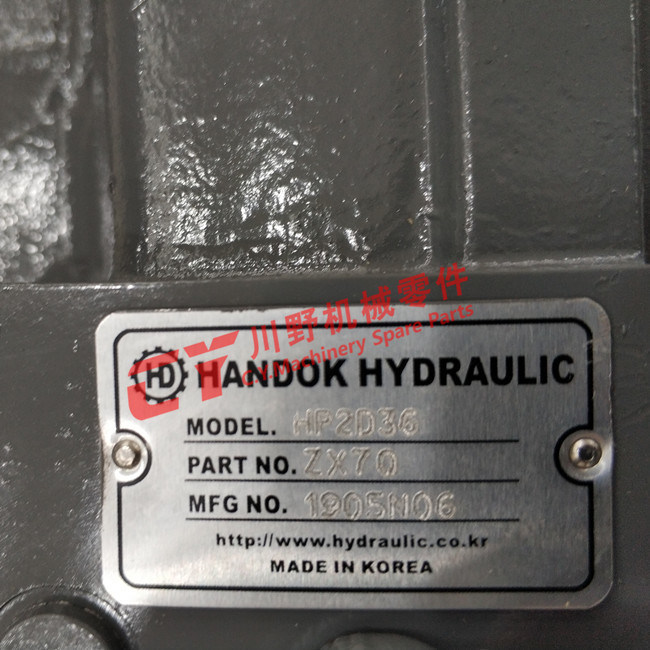 CY 川野机械零件
C.Y. Machinery Spare Parts
HD HANDOK HYDRAULIC
MODEL. HP2D36
PART NO. ZX70
MFG NO. 1905N06
http://www.hydraulic.co.kr
MADE IN KOREA